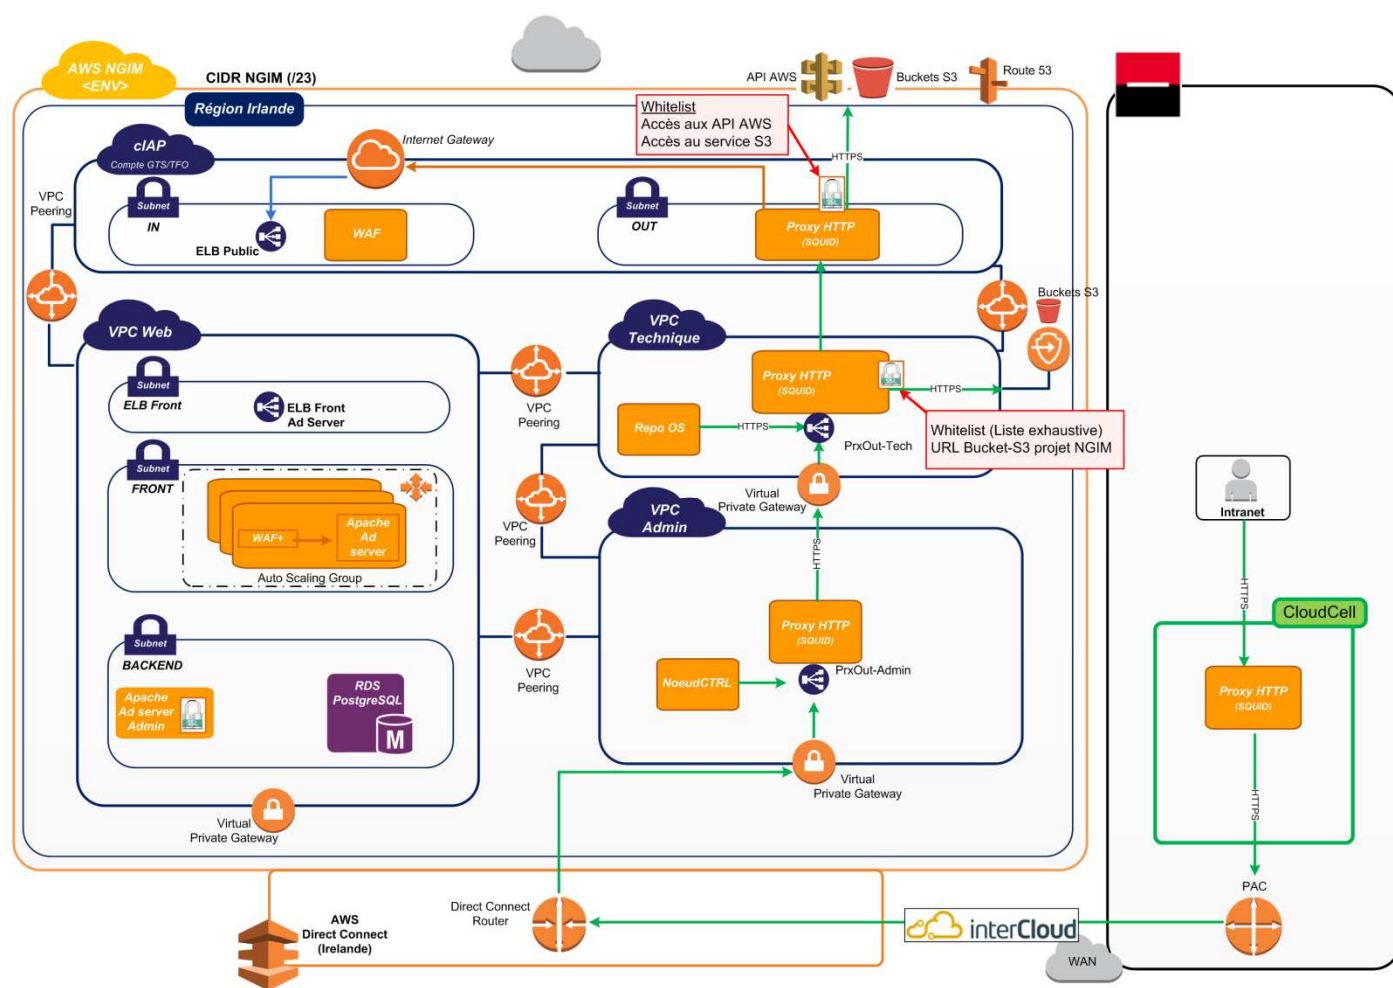 AWS NGIM
<ENV>
CIDR NGIM (/23)
Région Irlande
API AWS
Buckets S3
Route 53
Whitelist
Accès aux API AWS
Accès au service S3
HTTPS
cIAP
Compte GTS/TFO
Internet Gateway
VPC
Peering
Subnet
IN
ELB Public
WAF
Subnet
OUT
Proxy HTTP
(SQUID)
Buckets S3
VPC Web
Subnet
ELB Front
ELB Front
Ad Server
VPC
Peering
VPC
Technique
Proxy HTTP
(SQUID)
HTTPS
Repo OS
HTTPS
PrxOut-Tech
Whitelist (Liste exhaustive)
URL Bucket-S3 projet NGIM
Subnet
FRONT
WAF+
Apache
Ad
server
Auto Scaling Group
VPC
Peering
Virtual
Private Gateway
VPC
Admin
HTTPS
Proxy HTTP
(SQUID)
PrxOut-Admin
NoeudCTRL
Virtual
Private Gateway
VPC
Peering
Subnet
BACKEND
Apache
Ad server
Admin
RDS
PostgreSQL
M
Virtual
Private Gateway
Intranet
HTTPS
CloudCell
Proxy HTTP
(SQUID)
HTTPS
PAC
AWS
Direct Connect
(Irelande)
Direct Connect
Router
interCloud
WAN